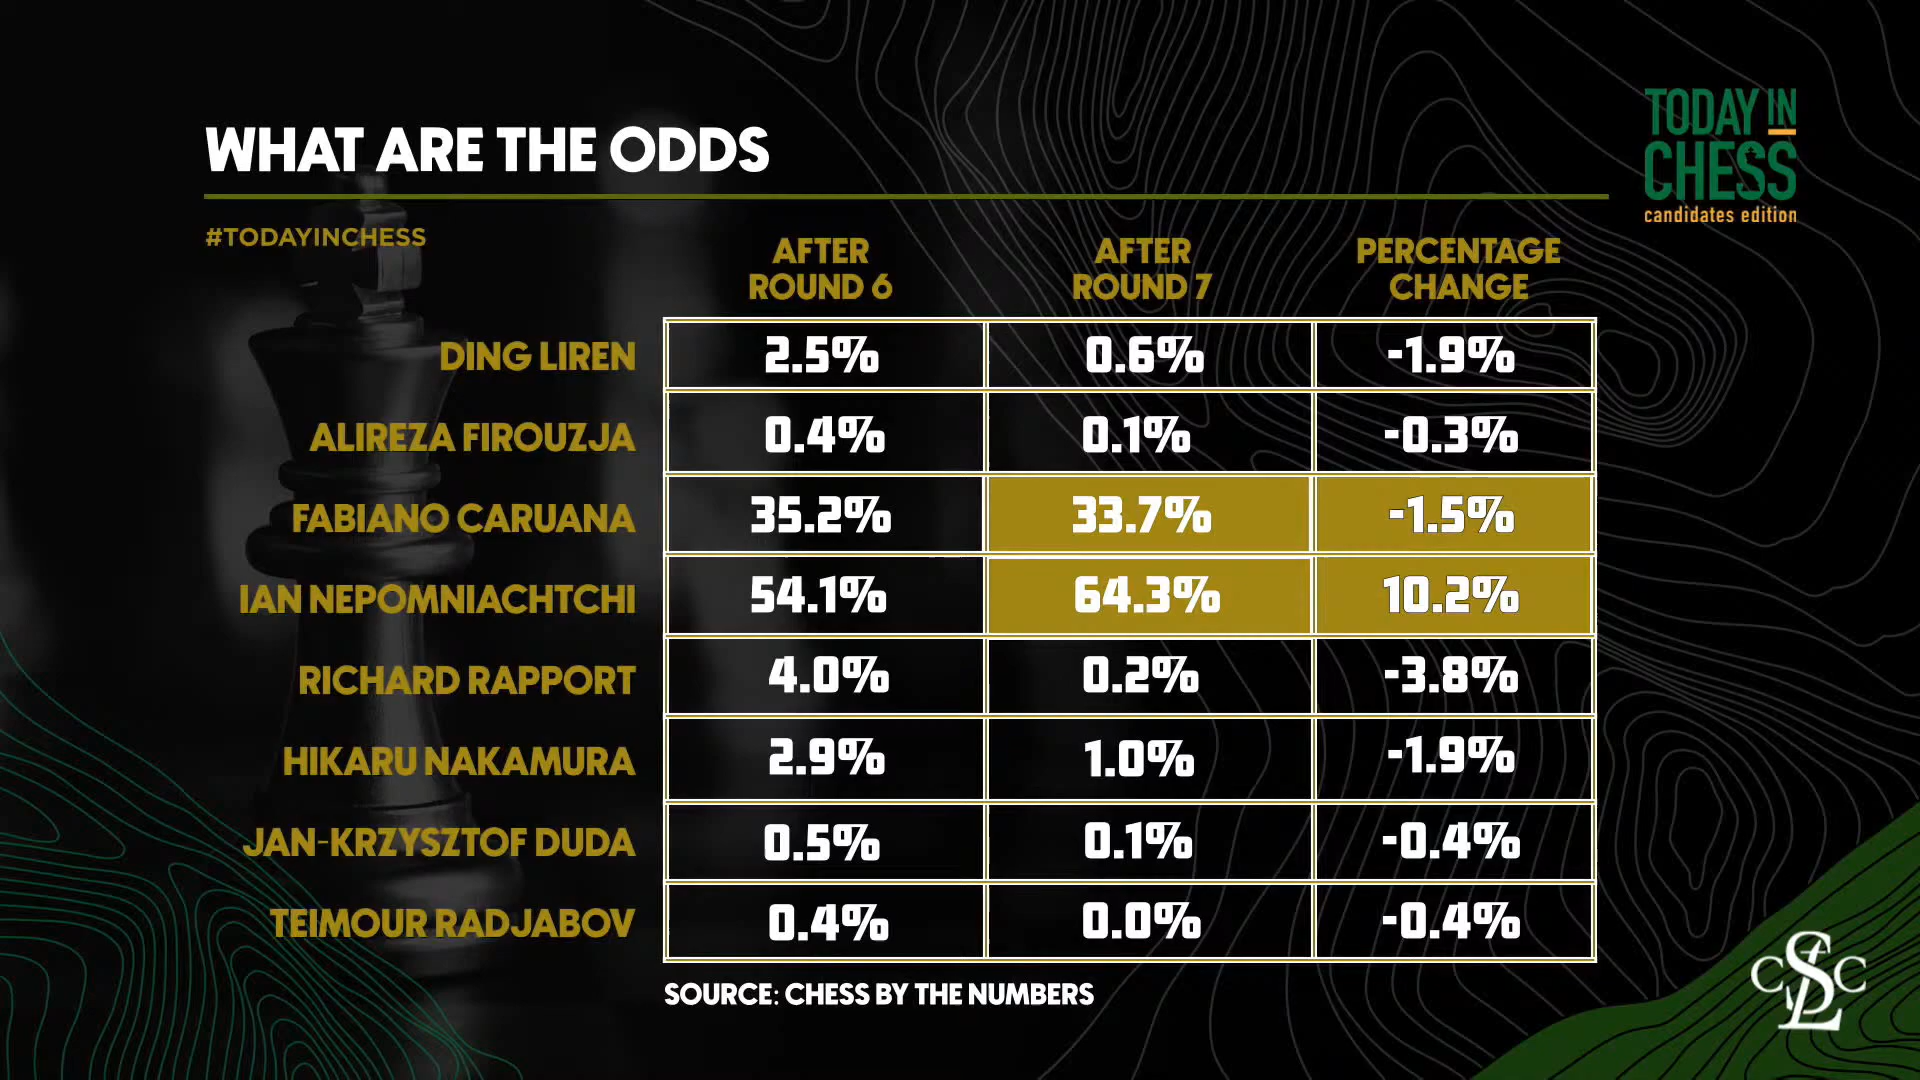 WHAT ARE THE ODDS
TODAY IN
CHESS
candidates edition
#TODAYINCHESS
AFTER ROUND 6
AFTER ROUND 7
PERCENTAGE CHANGE
DING LIREN 2.5% 0.6% -1.9%
ALIREZA FIROUZJA 0.4% 0.1% -0.3%
FABIANO CARUANA 35.2% 33.7% -1.5%
IAN NEPOMNIACHTCHI 54.1% 64.3% 10.2%
RICHARD RAPPORT 4.0% 0.2% -3.8%
HIKARU NAKAMURA 2.9% 1.0% -1.9%
JAN-KRZYSZTOF DUDA 0.5% 0.1% -0.4%
TEIMOUR RADJABOV 0.4% 0.0% -0.4%
SOURCE: CHESS BY THE NUMBERS
CStLC